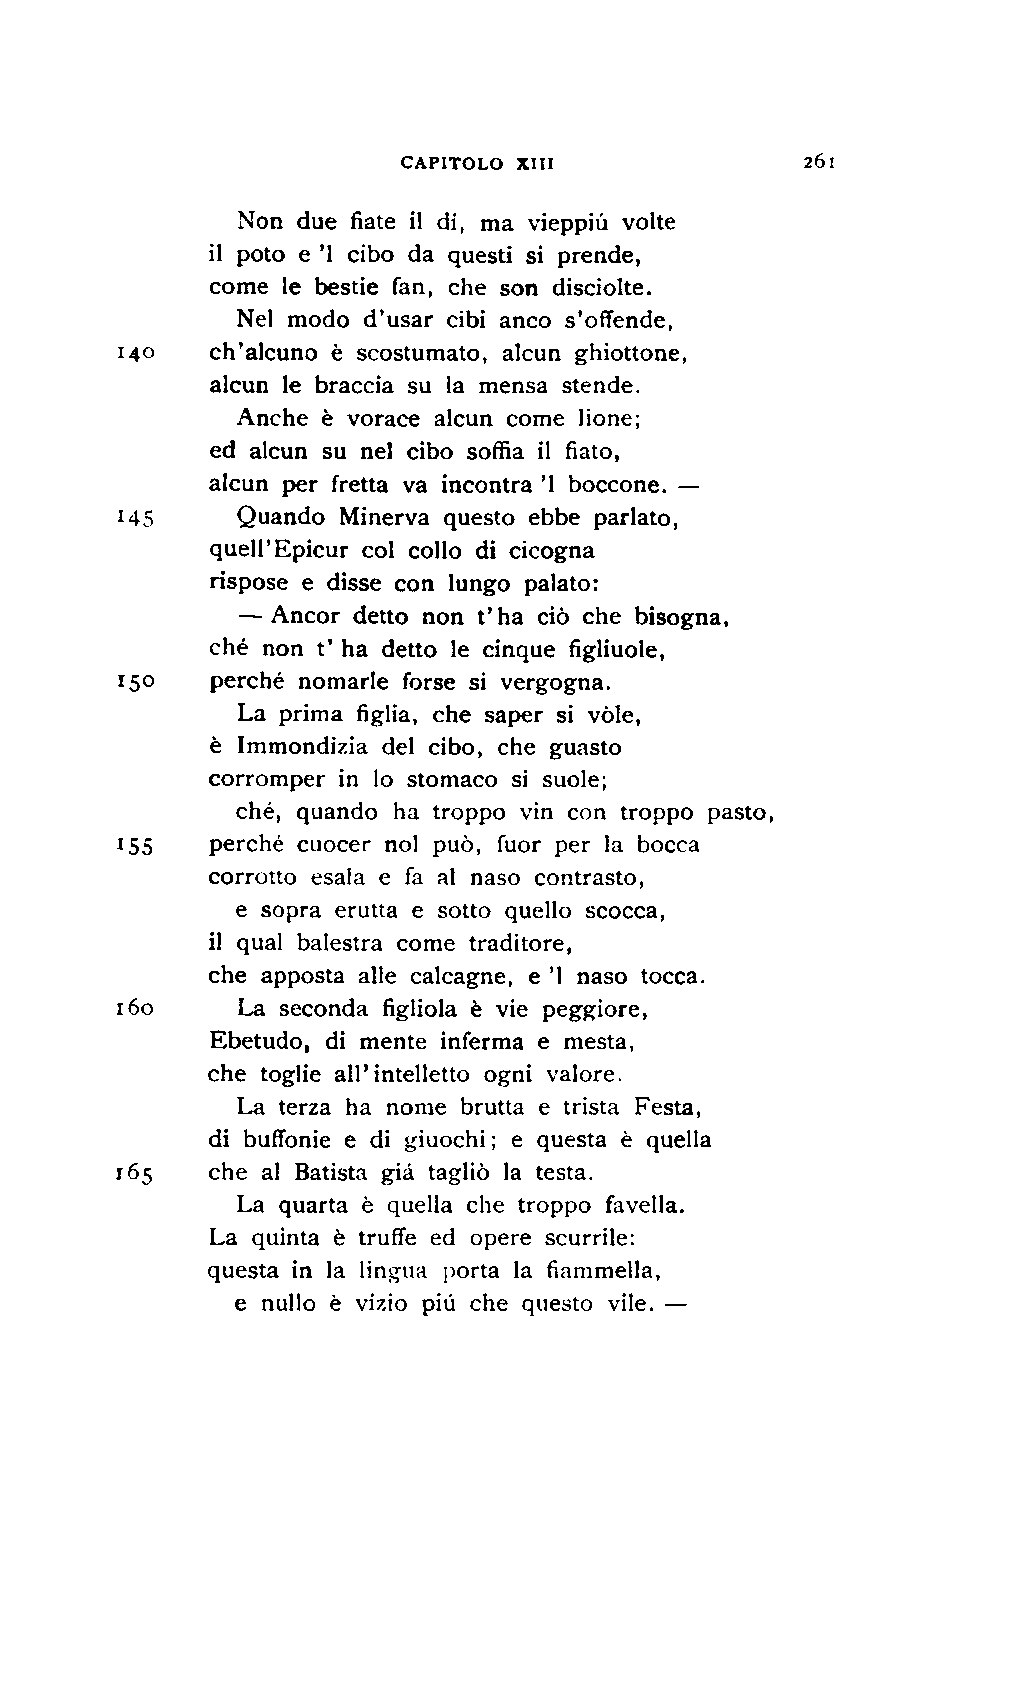 CAPITOLO XIII 261
Non due fiate il dí, ma vieppiú volte
il poto e 'l cibo da questi si prende,
come le bestie fan, che son disciolte.
Nel modo d'usar cibi anco s'offende,
140 ch'alcuno è scostumato, alcun ghiottone,
alcun le braccia su la mensa stende.
Anche è vorace alcun come lione;
ed alcun su nel cibo soffia il fiato,
alcun per fretta va incontra 'l boccone. —
145 Quando Minerva questo ebbe parlato,
quell'Epicur col collo di cicogna
rispose e disse con lungo palato:
— Ancor detto non t'ha ciò che bisogna,
ché non t'ha detto le cinque figliuole,
150 perché nomarle forse si vergogna.
La prima figlia, che saper si vòle,
è Immondizia del cibo, che guasto
corromper in lo stomaco si suole;
ché, quando ha troppo vin con troppo pasto,
155 perché cuocer nol può, fuor per la bocca
corrotto esala e fa al naso contrasto,
e sopra erutta e sotto quello scocca,
il qual balestra come traditore,
che apposta alle calcagne, e 'l naso tocca.
160 La seconda figliola è vie peggiore,
Ebetudo, di mente inferma e mesta,
che toglie all'intelletto ogni valore.
La terza ha nome brutta e trista Festa,
di buffonie e di giuochi; e questa è quella
165 che al Batista giá tagliò la testa.
La quarta è quella che troppo favella.
La quinta è truffe ed opere scurrile:
questa in la lingua porta la fiammella,
e nullo è vizio piú che questo vile. —